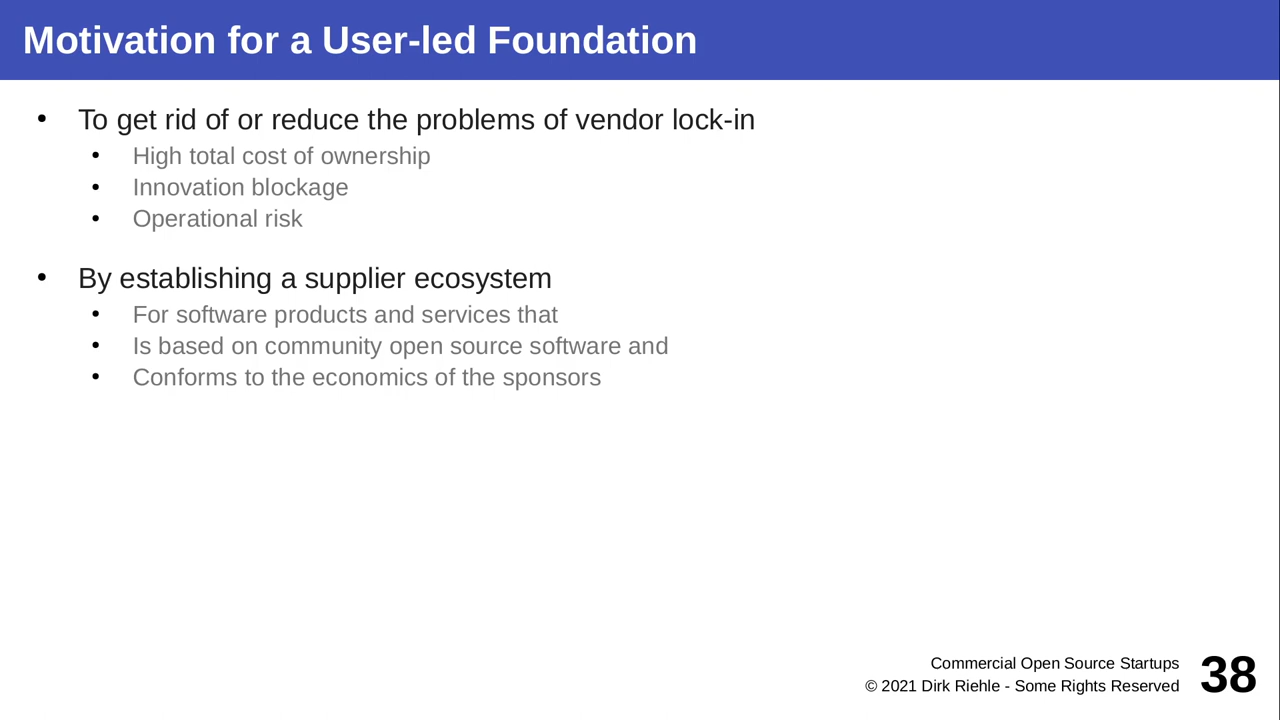 Motivation for a User-led Foundation
• To get rid of or reduce the problems of vendor lock-in
• High total cost of ownership
• Innovation blockage
• Operational risk
• By establishing a supplier ecosystem
• For software products and services that
• Is based on community open source software and
• Conforms to the economics of the sponsors
Commercial Open Source Startups
© 2021 Dirk Riehle - Some Rights Reserved
38